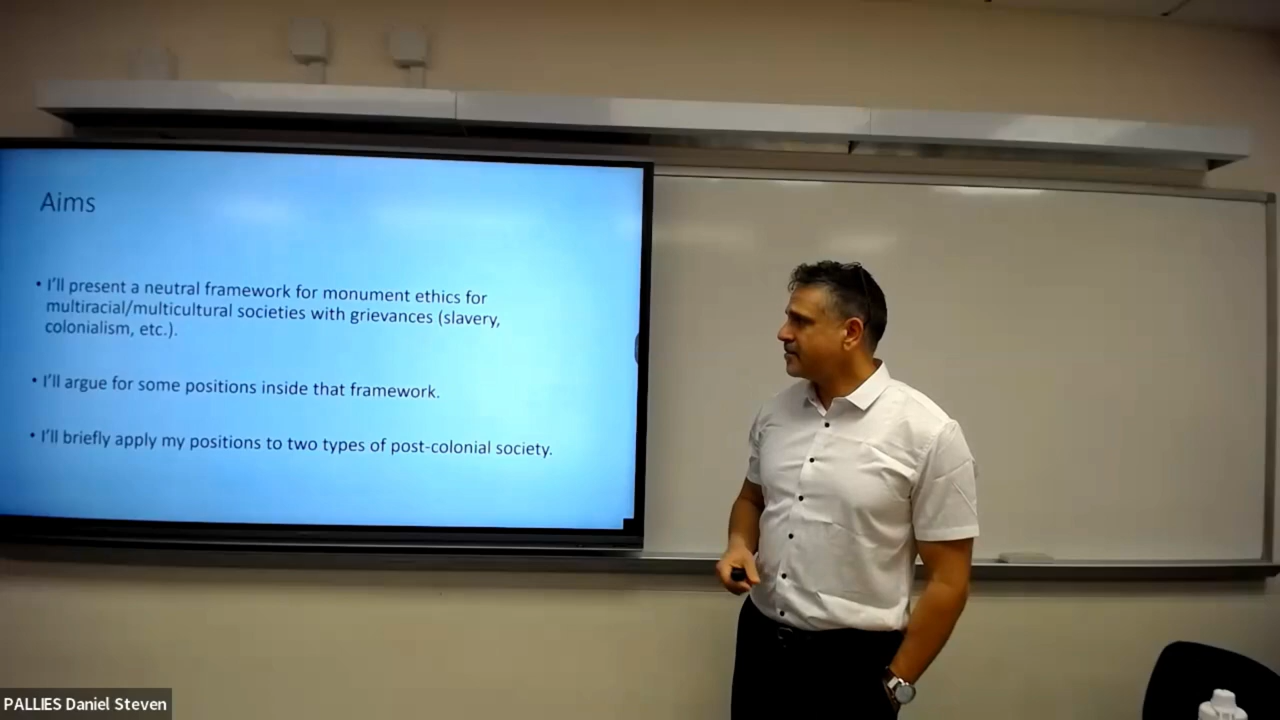 Aims
• I'll present a neutral framework for monument ethics for
multiracial/multicultural societies with grievances (slavery,
colonialism, etc.).
• I'll argue for some positions inside that framework.
• I'll briefly apply my positions to two types of post-colonial society.
PALLIES Daniel Steven